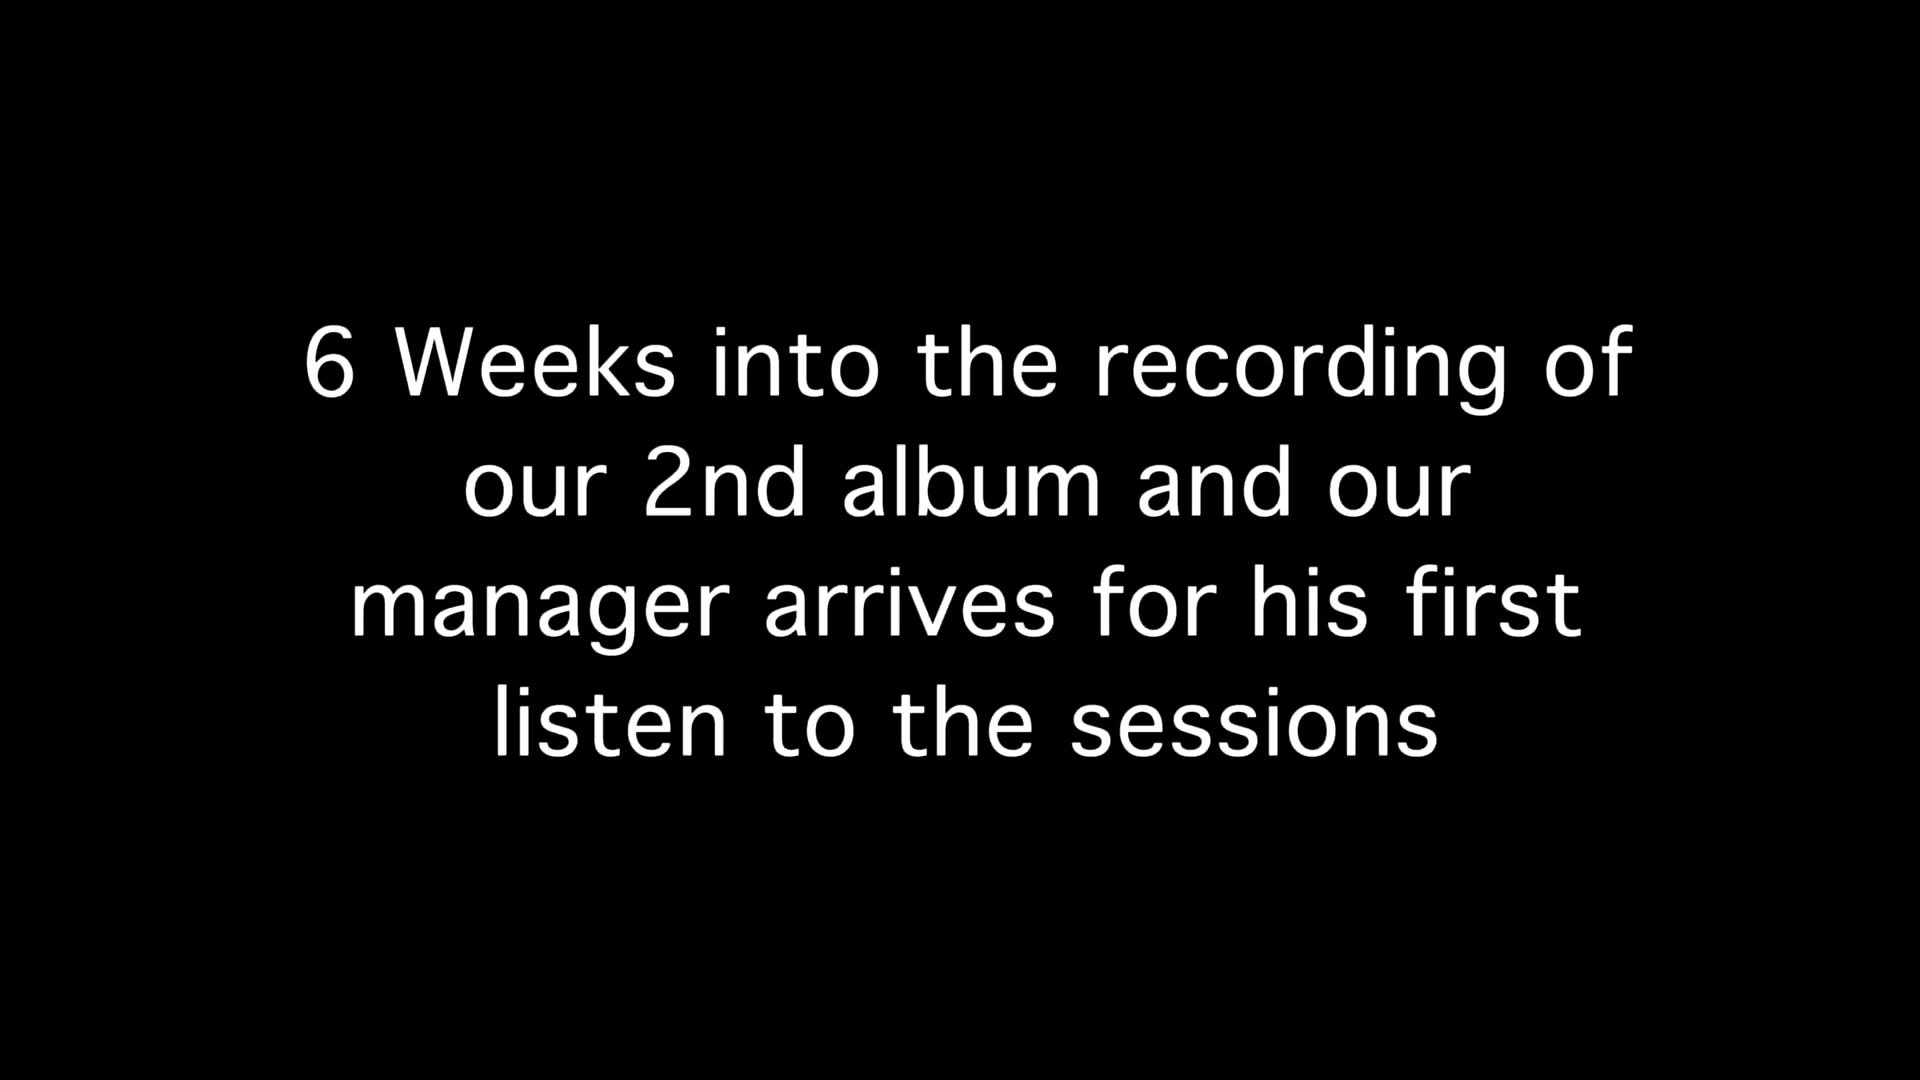 6 Weeks into the recording of
our 2nd album and our
manager arrives for his first
listen to the sessions